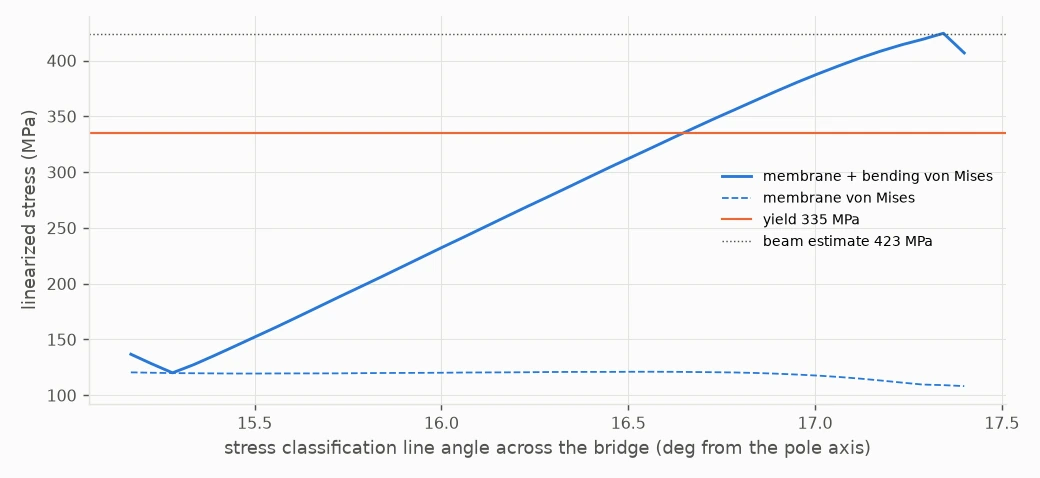 linearized stress (MPa)
400
350
300
250
200
150
100
membrane + bending von Mises
membrane von Mises
yield 335 MPa
beam estimate 423 MPa
15.5 16.0 16.5 17.0 17.5
stress classification line angle across the bridge (deg from the pole axis)